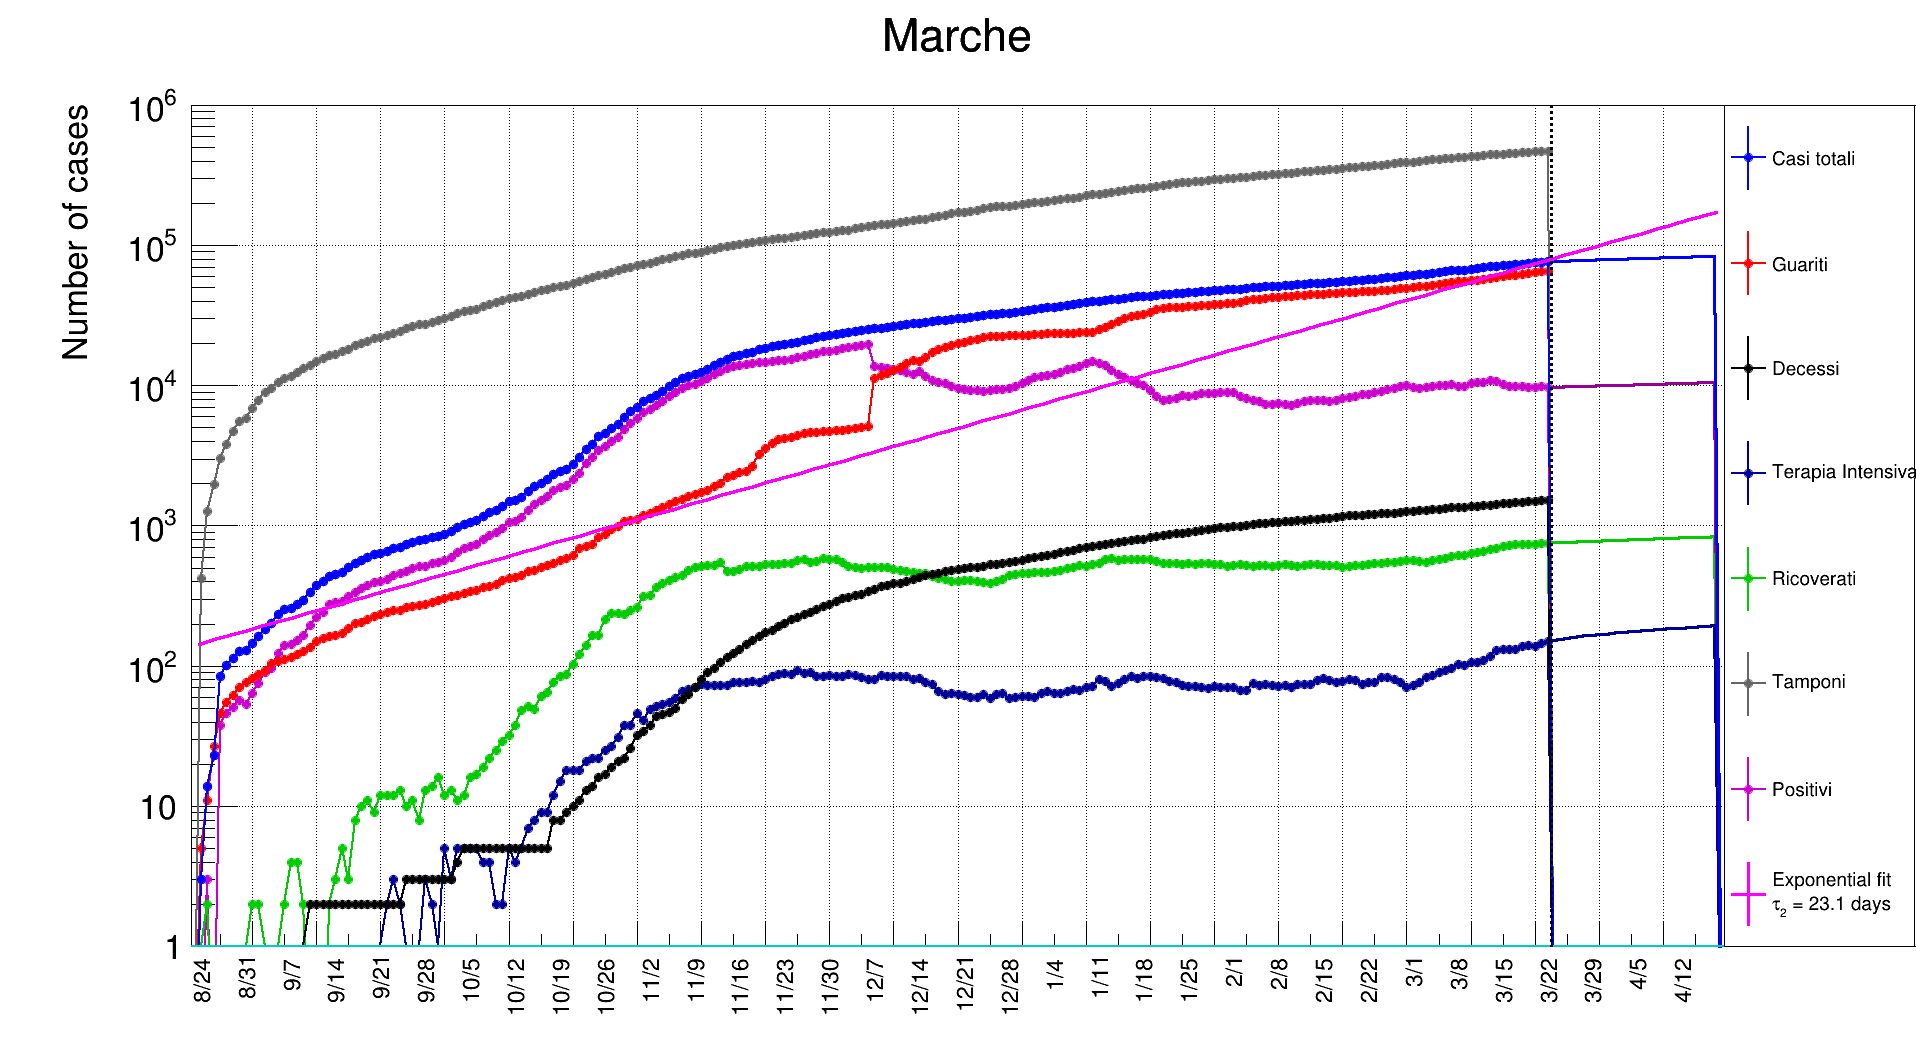 Marche
Number of cases
10^6
10^5
10^4
10^3
10^2
10
1
8/24 8/31 9/7 9/14 9/21 9/28 10/5 10/12 10/19 10/26 11/2 11/9 11/16 11/23 11/30 12/7 12/14 12/21 12/28 1/4 1/11 1/18 1/25 2/1 2/8 2/15 2/22 3/1 3/8 3/15 3/22 3/29 4/5 4/12
Casi totali
Guariti
Decessi
Terapia Intensiva
Ricoverati
Tamponi
Positivi
Exponential fit
τ_2 = 23.1 days